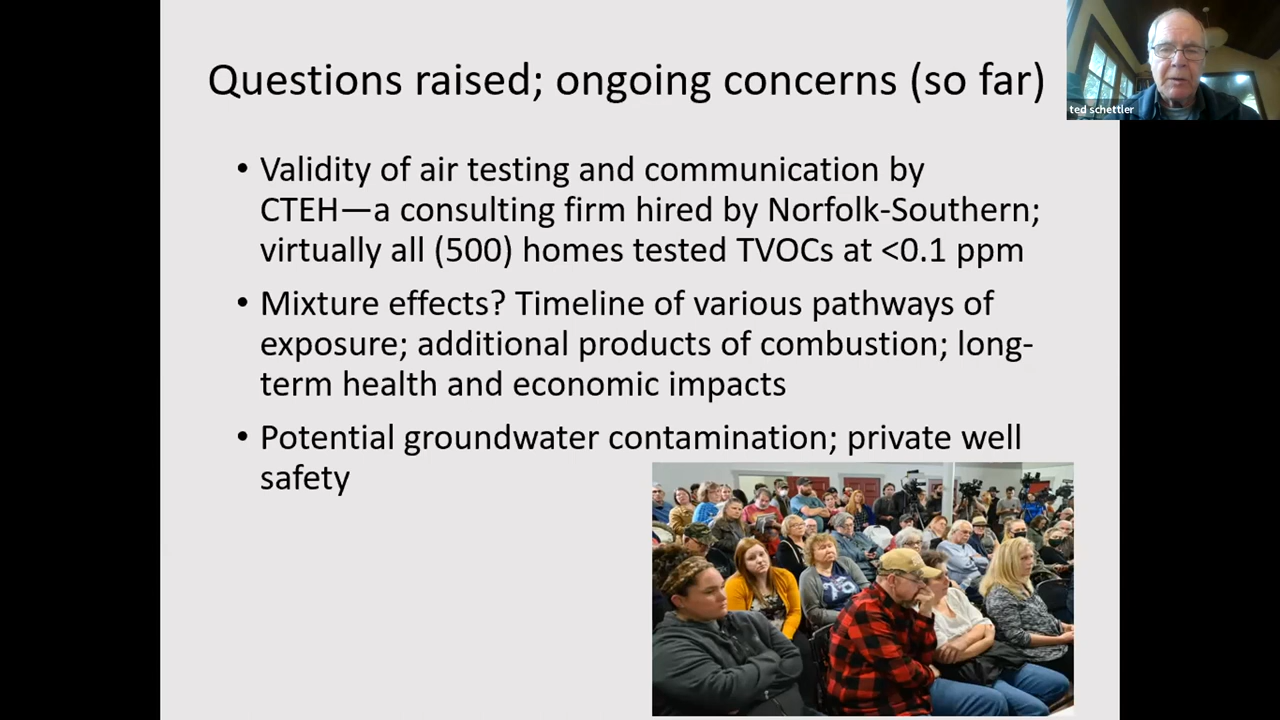 Questions raised; ongoing concerns (so far)
ted schettler
• Validity of air testing and communication by
CTEH—a consulting firm hired by Norfolk-Southern;
virtually all (500) homes tested TVOCs at <0.1 ppm
• Mixture effects? Timeline of various pathways of
exposure; additional products of combustion; long-
term health and economic impacts
• Potential groundwater contamination; private well
safety